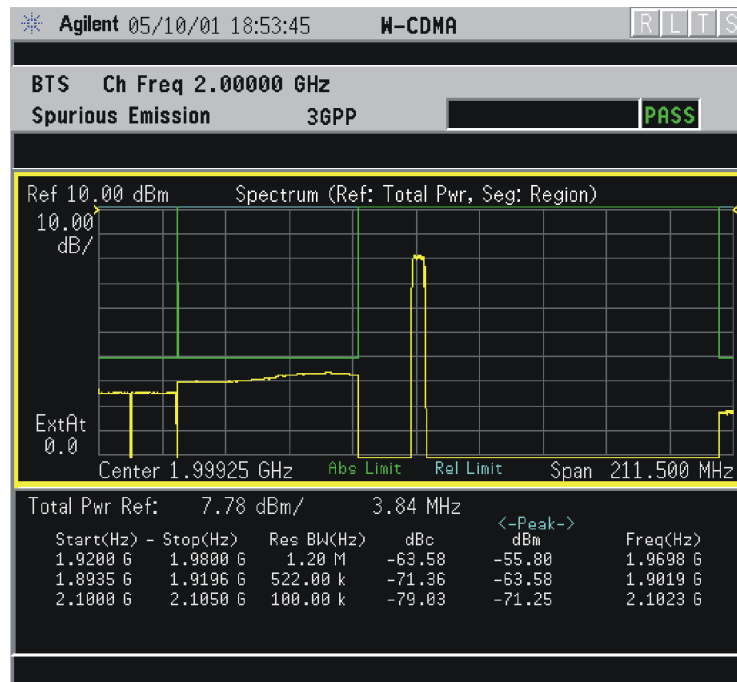 Agilent 05/10/01 18:53:45 W-CDMA R L T S
BTS Ch Freq 2.00000 GHz
Spurious Emission 3GPP PASS
Ref 10.00 dBm Spectrum (Ref: Total Pwr, Seg: Region)
10.00
dB/
ExtAt
0.0
Center 1.99925 GHz Abs Limit Rel Limit Span 211.500 MHz
Total Pwr Ref: 7.78 dBm/ 3.84 MHz
<-Peak->
Start(Hz) - Stop(Hz) Res BW(Hz) dBc dBm Freq(Hz)
1.9200 G 1.9800 G 1.20 M -63.58 -55.80 1.9698 G
1.8935 G 1.9196 G 522.00 k -71.36 -63.58 1.9019 G
2.1000 G 2.1050 G 100.00 k -79.03 -71.25 2.1023 G